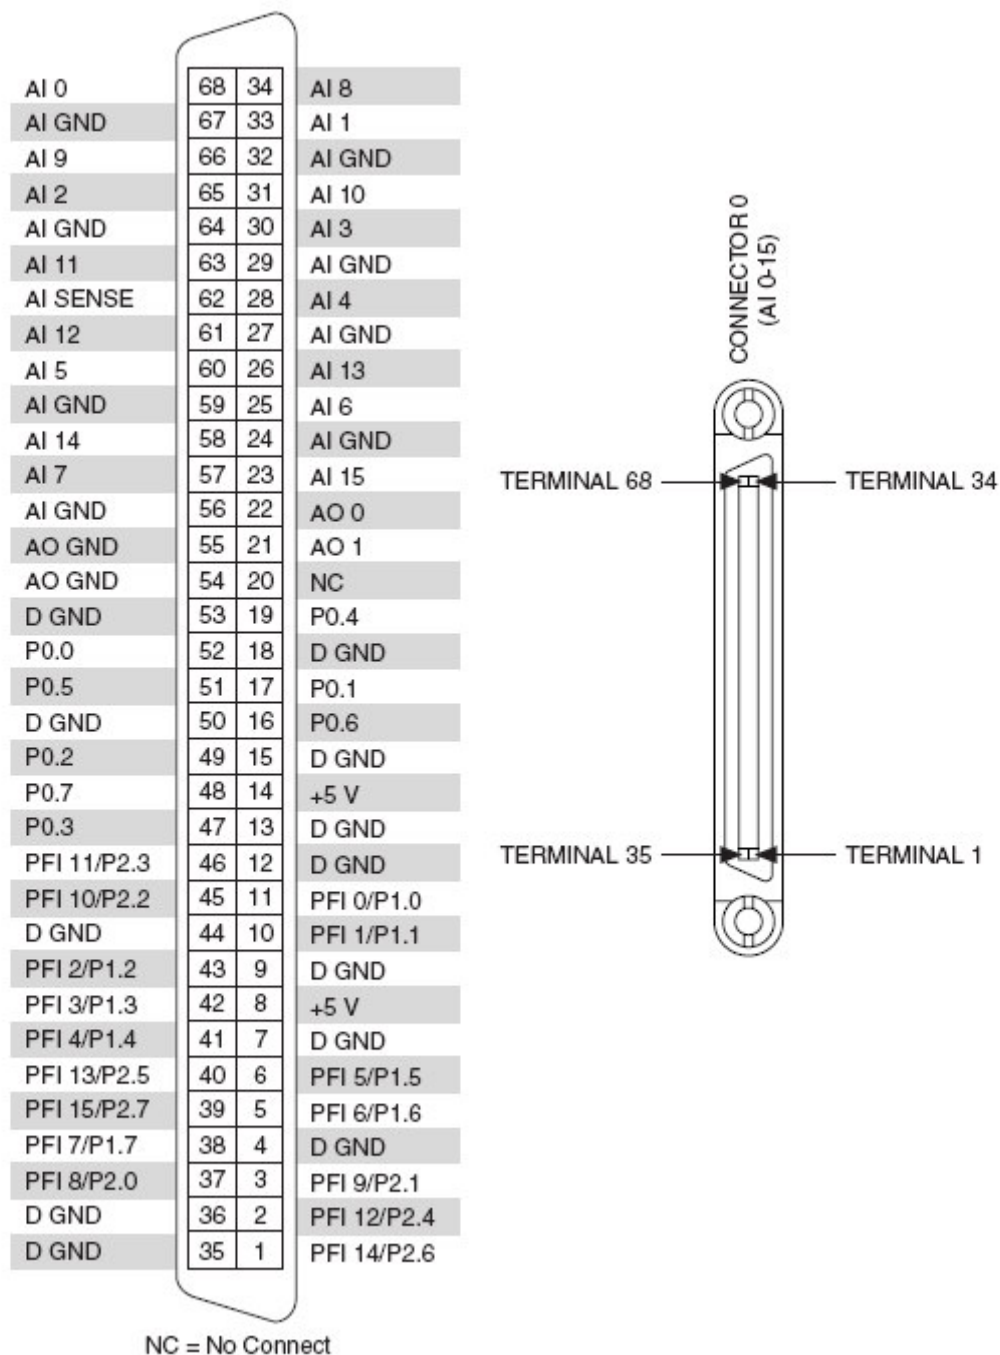 AI 0 68 34 AI 8
AI GND 67 33 AI 1
AI 9 66 32 AI GND
AI 2 65 31 AI 10
AI GND 64 30 AI 3
AI 11 63 29 AI GND
AI SENSE 62 28 AI 4
AI 12 61 27 AI GND
AI 5 60 26 AI 13
AI GND 59 25 AI 6
AI 14 58 24 AI GND
AI 7 57 23 AI 15
AI GND 56 22 AO 0
AO GND 55 21 AO 1
AO GND 54 20 NC
D GND 53 19 P0.4
P0.0 52 18 D GND
P0.5 51 17 P0.1
D GND 50 16 P0.6
P0.2 49 15 D GND
P0.7 48 14 +5 V
P0.3 47 13 D GND
PFI 11/P2.3 46 12 D GND
PFI 10/P2.2 45 11 PFI 0/P1.0
D GND 44 10 PFI 1/P1.1
PFI 2/P1.2 43 9 D GND
PFI 3/P1.3 42 8 +5 V
PFI 4/P1.4 41 7 D GND
PFI 13/P2.5 40 6 PFI 5/P1.5
PFI 15/P2.7 39 5 PFI 6/P1.6
PFI 7/P1.7 38 4 D GND
PFI 8/P2.0 37 3 PFI 9/P2.1
D GND 36 2 PFI 12/P2.4
D GND 35 1 PFI 14/P2.6
NC = No Connect
CONNECTOR 0
(AI 0-15)
TERMINAL 68 TERMINAL 34
TERMINAL 35 TERMINAL 1